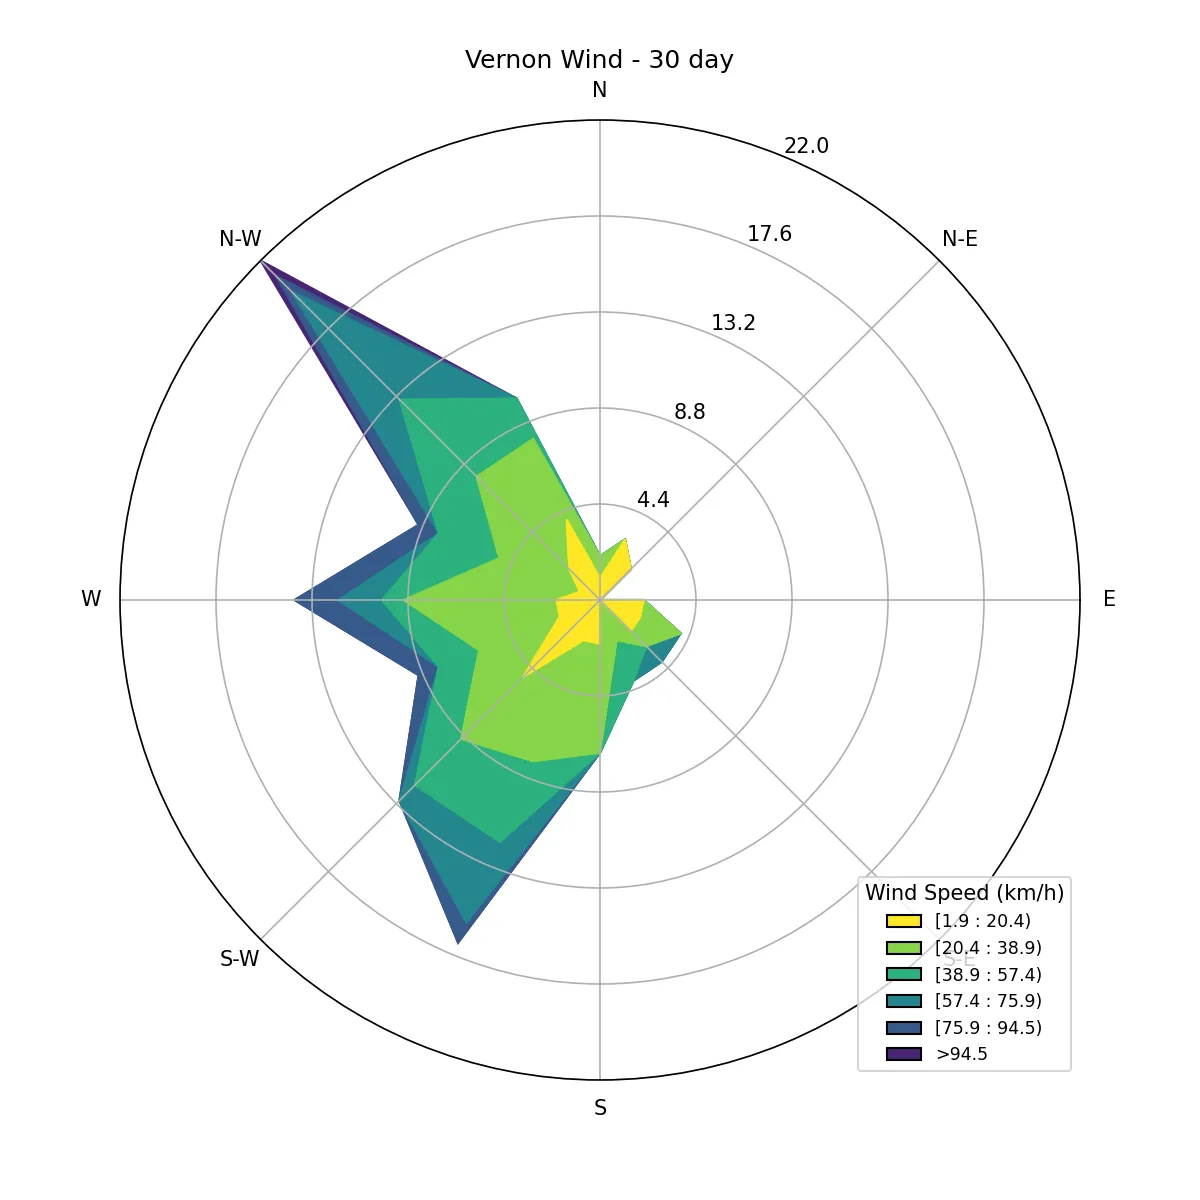 Vernon Wind - 30 day
N
22.0
17.6
N-W
N-E
13.2
8.8
4.4
W
E
S-W
S-E
Wind Speed (km/h)
[1.9 : 20.4)
[20.4 : 38.9)
[38.9 : 57.4)
[57.4 : 75.9)
[75.9 : 94.5)
>94.5
S